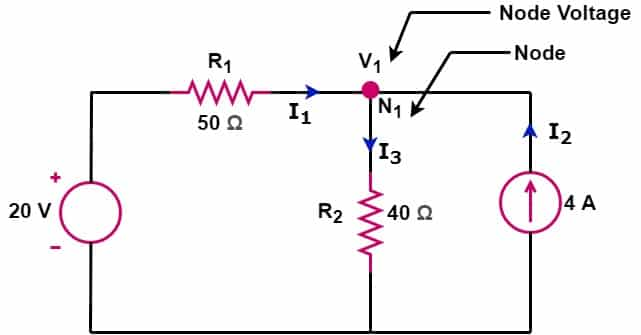 Node Voltage
Node
R₁
V₁
50 Ω
I₁
N₁
I₂
I₃
+
20 V
−
R₂
40 Ω
4 A